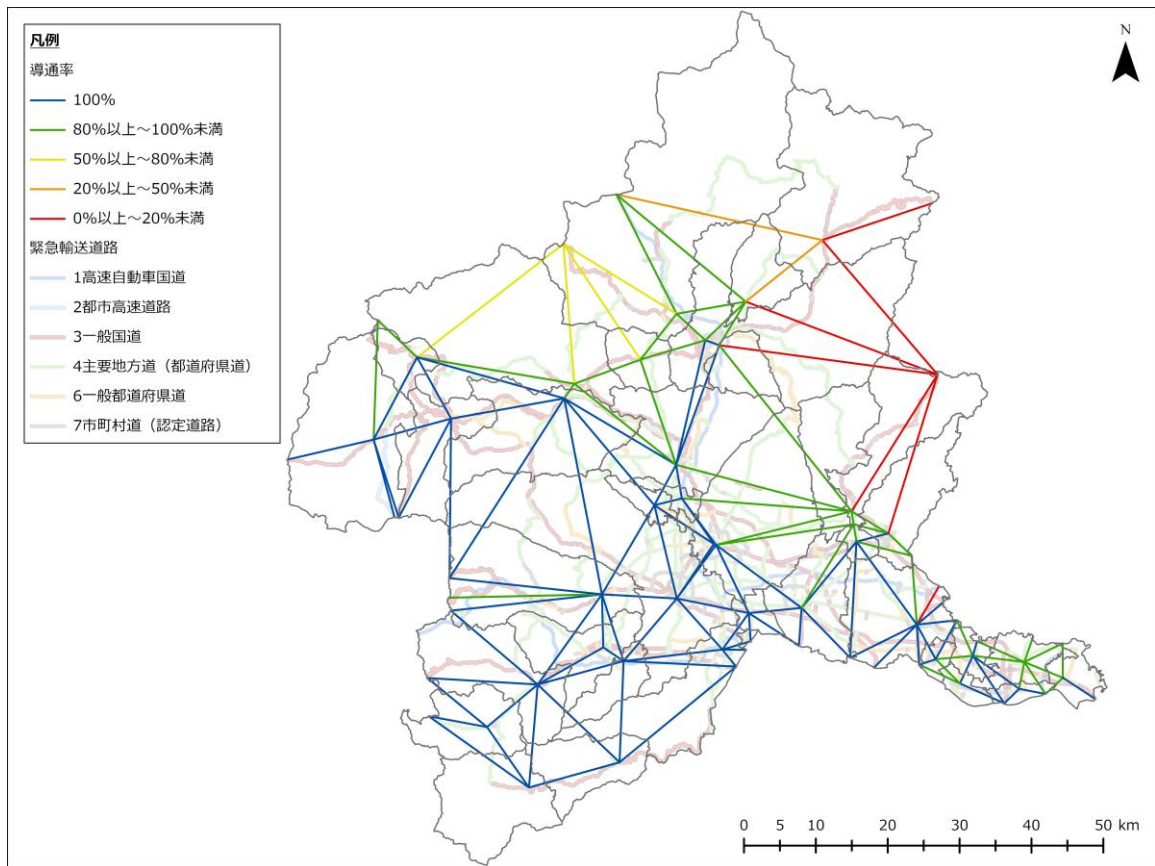 凡例
導通率
100%
80%以上～100%未満
50%以上～80%未満
20%以上～50%未満
0%以上～20%未満
緊急輸送道路
1高速自動車国道
2都市高速道路
3一般国道
4主要地方道（都道府県道）
6一般都道府県道
7市町村道（認定道路）
N
0 5 10 20 30 40 50 km